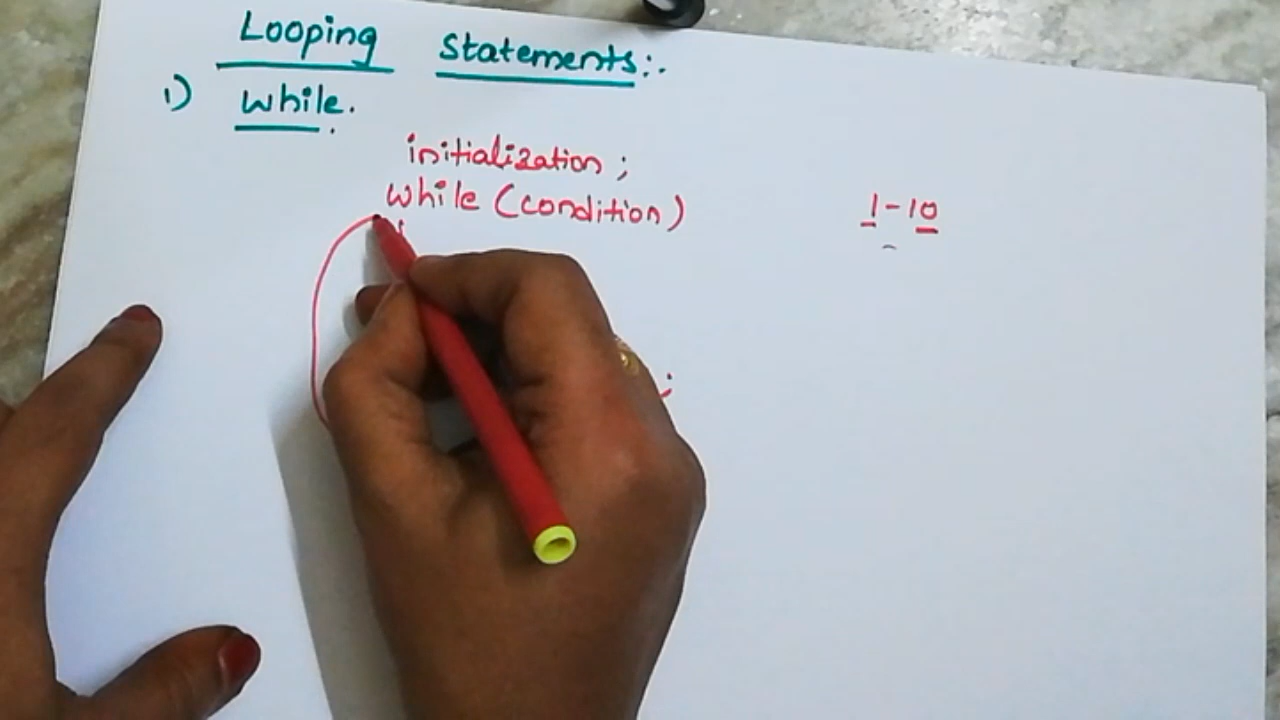 Looping Statements:.
1) while.
initialization ;
while (condition)
1-10
;